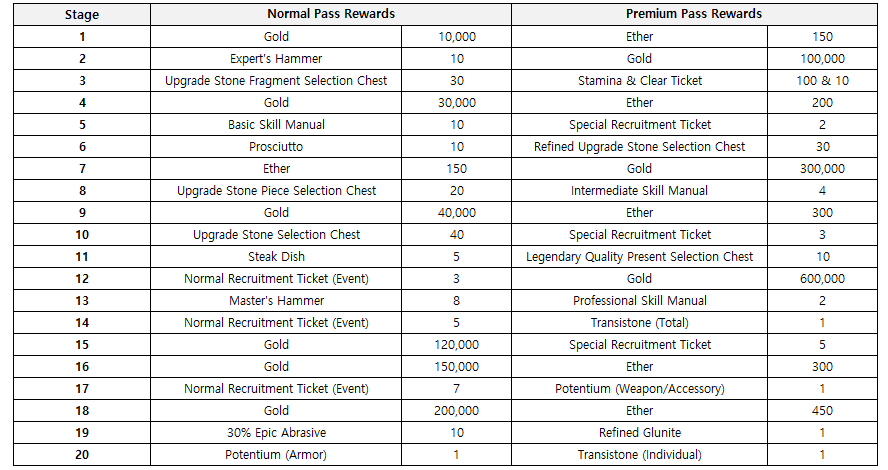 Stage Normal Pass Rewards Premium Pass Rewards
1 Gold 10,000 Ether 150
2 Expert's Hammer 10 Gold 100,000
3 Upgrade Stone Fragment Selection Chest 30 Stamina & Clear Ticket 100 & 10
4 Gold 30,000 Ether 200
5 Basic Skill Manual 10 Special Recruitment Ticket 2
6 Prosciutto 10 Refined Upgrade Stone Selection Chest 30
7 Ether 150 Gold 300,000
8 Upgrade Stone Piece Selection Chest 20 Intermediate Skill Manual 4
9 Gold 40,000 Ether 300
10 Upgrade Stone Selection Chest 40 Special Recruitment Ticket 3
11 Steak Dish 5 Legendary Quality Present Selection Chest 10
12 Normal Recruitment Ticket (Event) 3 Gold 600,000
13 Master's Hammer 8 Professional Skill Manual 2
14 Normal Recruitment Ticket (Event) 5 Transistone (Total) 1
15 Gold 120,000 Special Recruitment Ticket 5
16 Gold 150,000 Ether 300
17 Normal Recruitment Ticket (Event) 7 Potentium (Weapon/Accessory) 1
18 Gold 200,000 Ether 450
19 30% Epic Abrasive 10 Refined Glunite 1
20 Potentium (Armor) 1 Transistone (Individual) 1